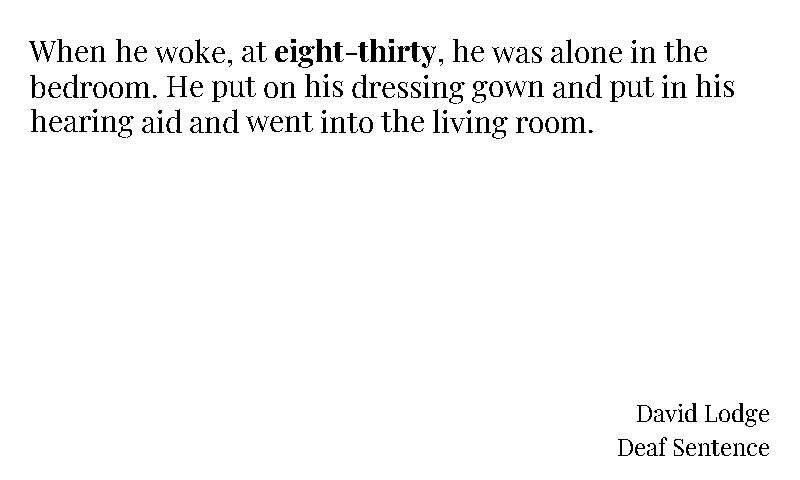 When he woke, at eight-thirty, he was alone in the
bedroom. He put on his dressing gown and put in his
hearing aid and went into the living room.
David Lodge
Deaf Sentence